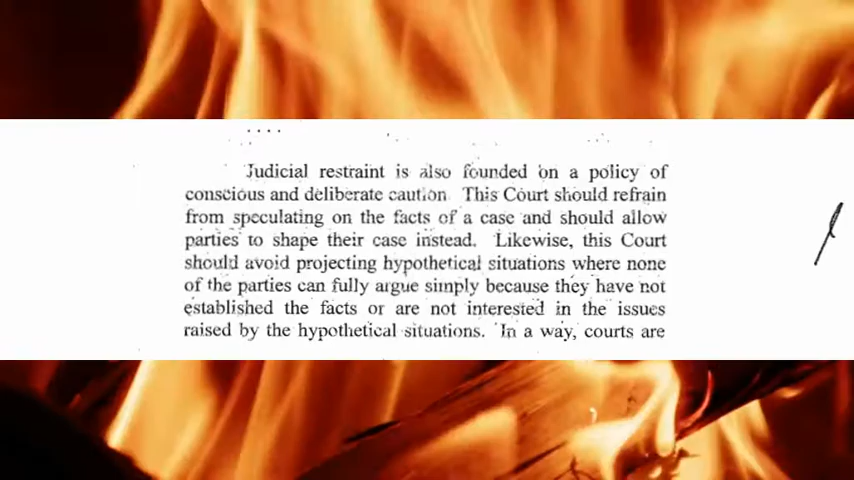 Judicial restraint is also founded on a policy of
conscious and deliberate caution. This Court should refrain
from speculating on the facts of a case and should allow
parties to shape their case instead. Likewise, this Court
should avoid projecting hypothetical situations where none
of the parties can fully argue simply because they have not
established the facts or are not interested in the issues
raised by the hypothetical situations. In a way, courts are